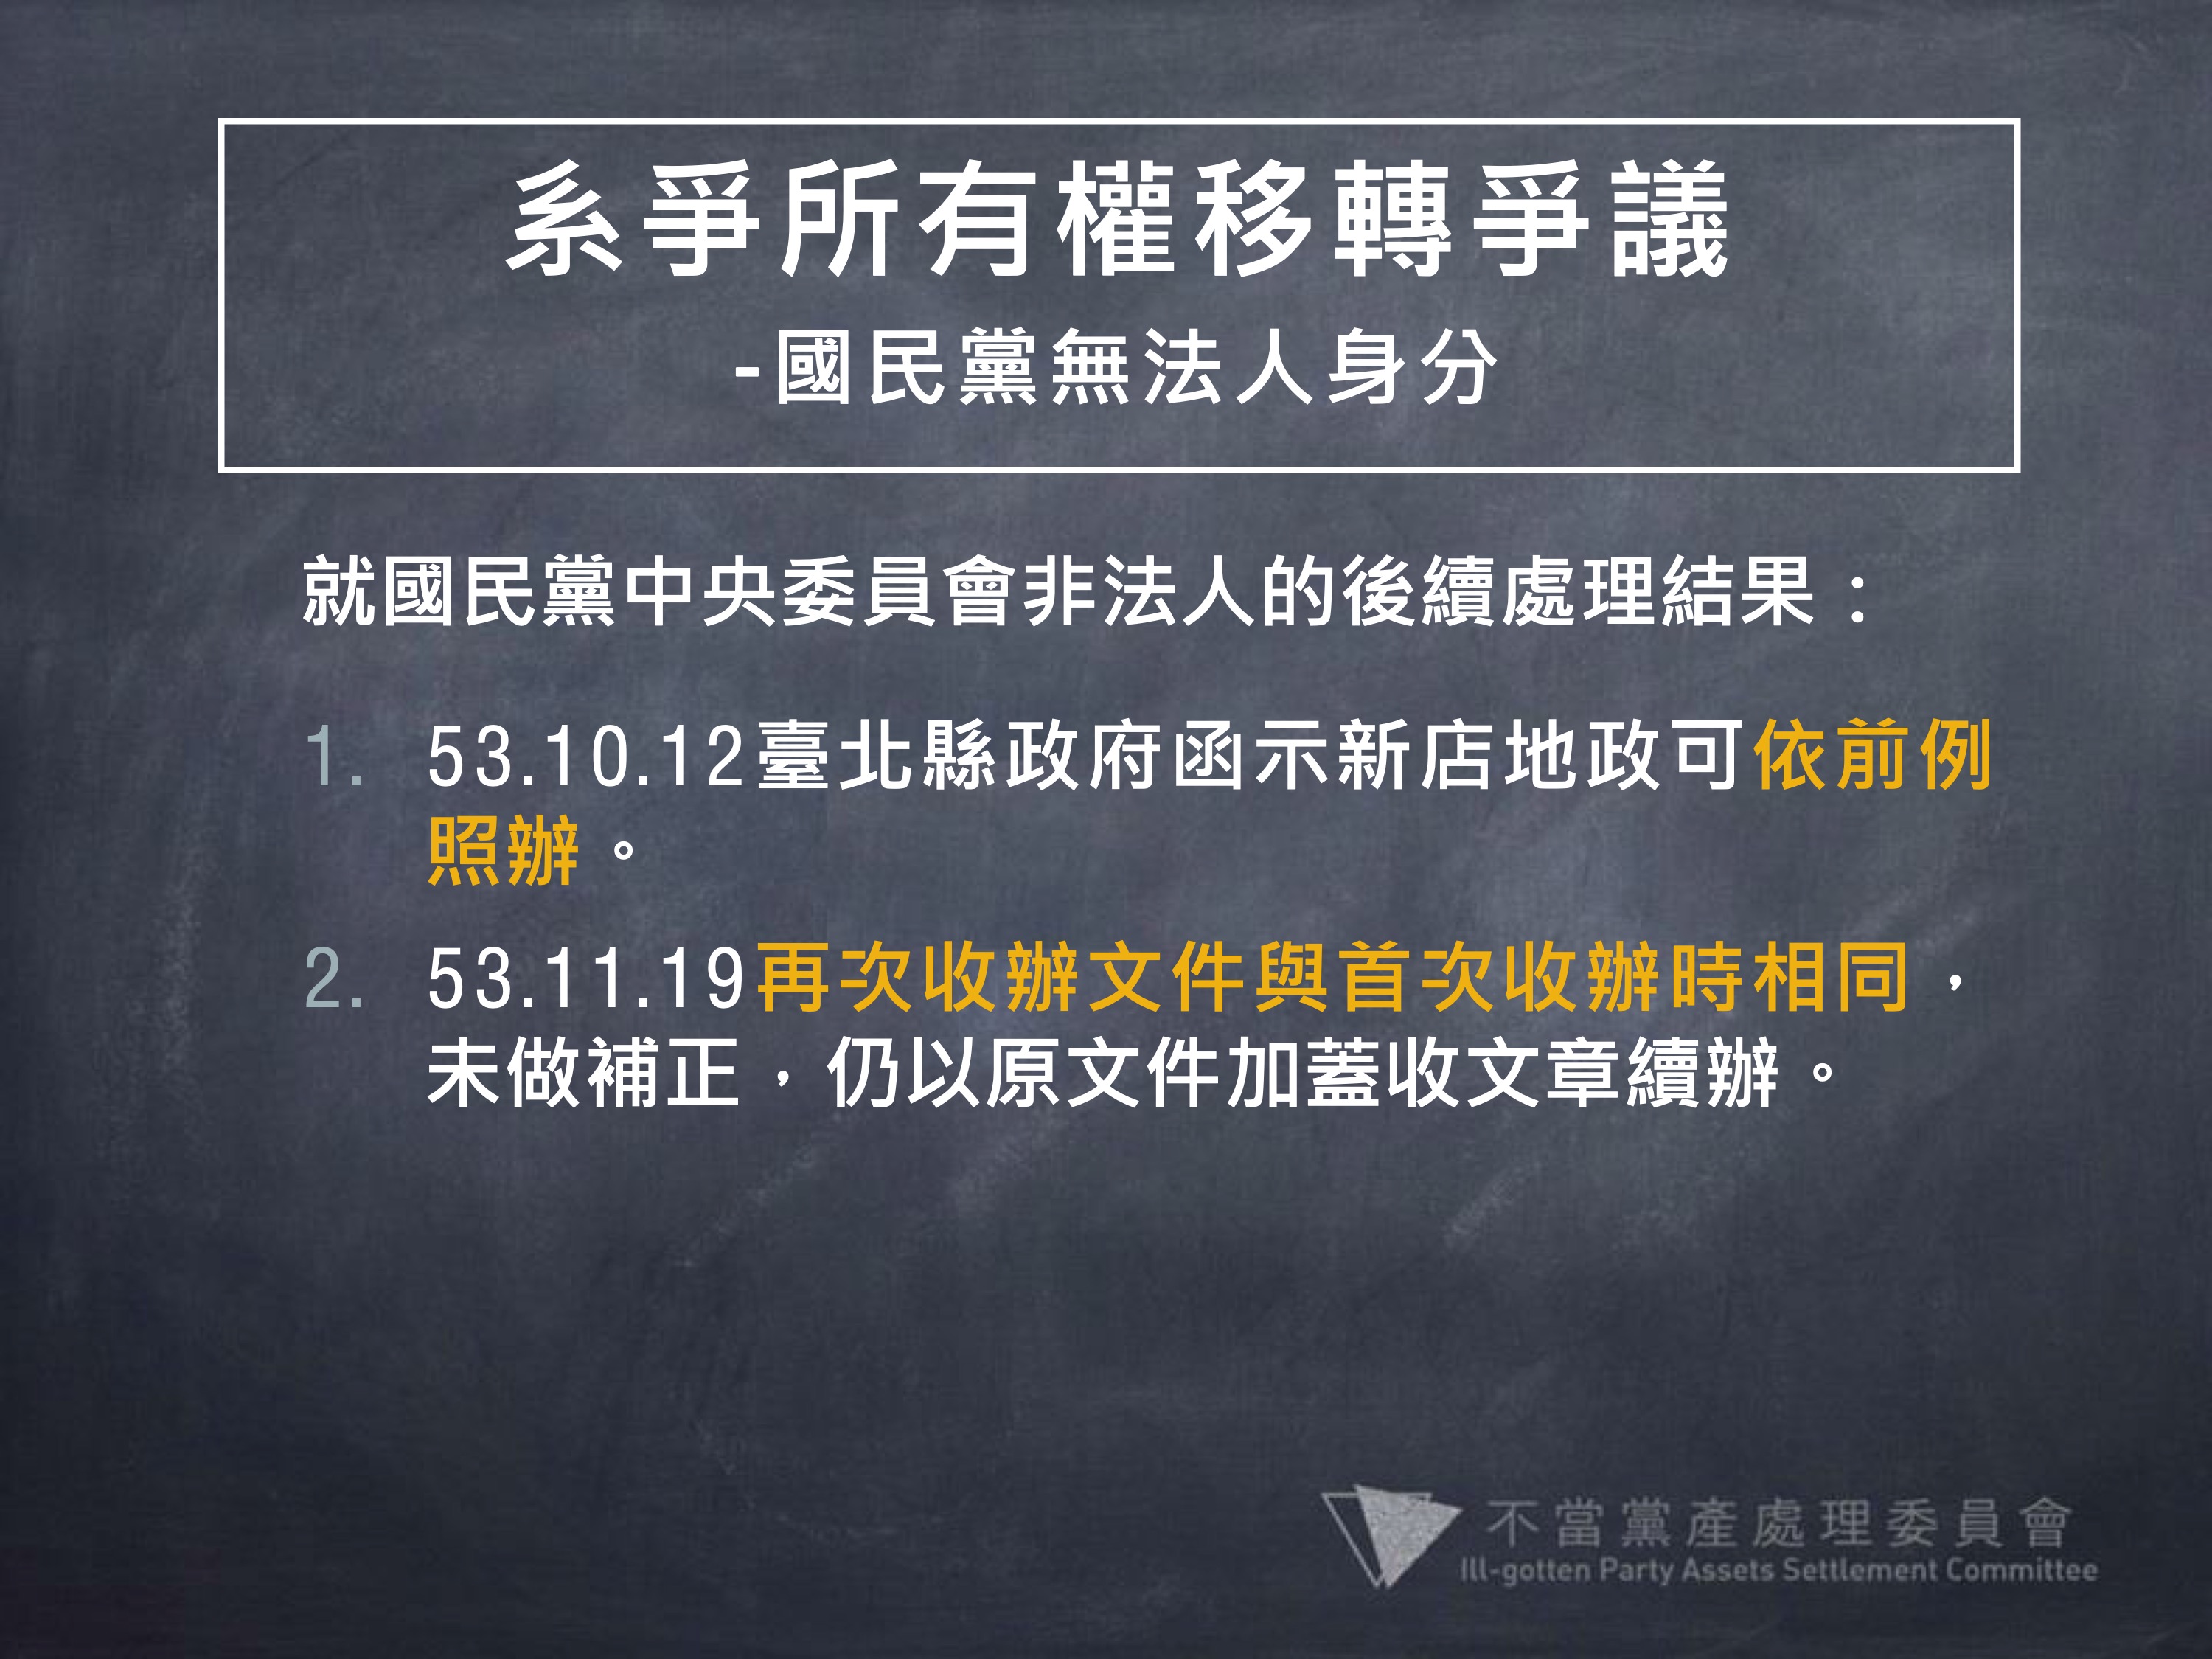 系爭所有權移轉爭議
-國民黨無法人身分
就國民黨中央委員會非法人的後續處理結果：
1. 53.10.12臺北縣政府函示新店地政可依前例
照辦。
2. 53.11.19再次收辦文件與首次收辦時相同，
未做補正，仍以原文件加蓋收文章續辦。
不當黨產處理委員會
Ill-gotten Party Assets Settlement Committee